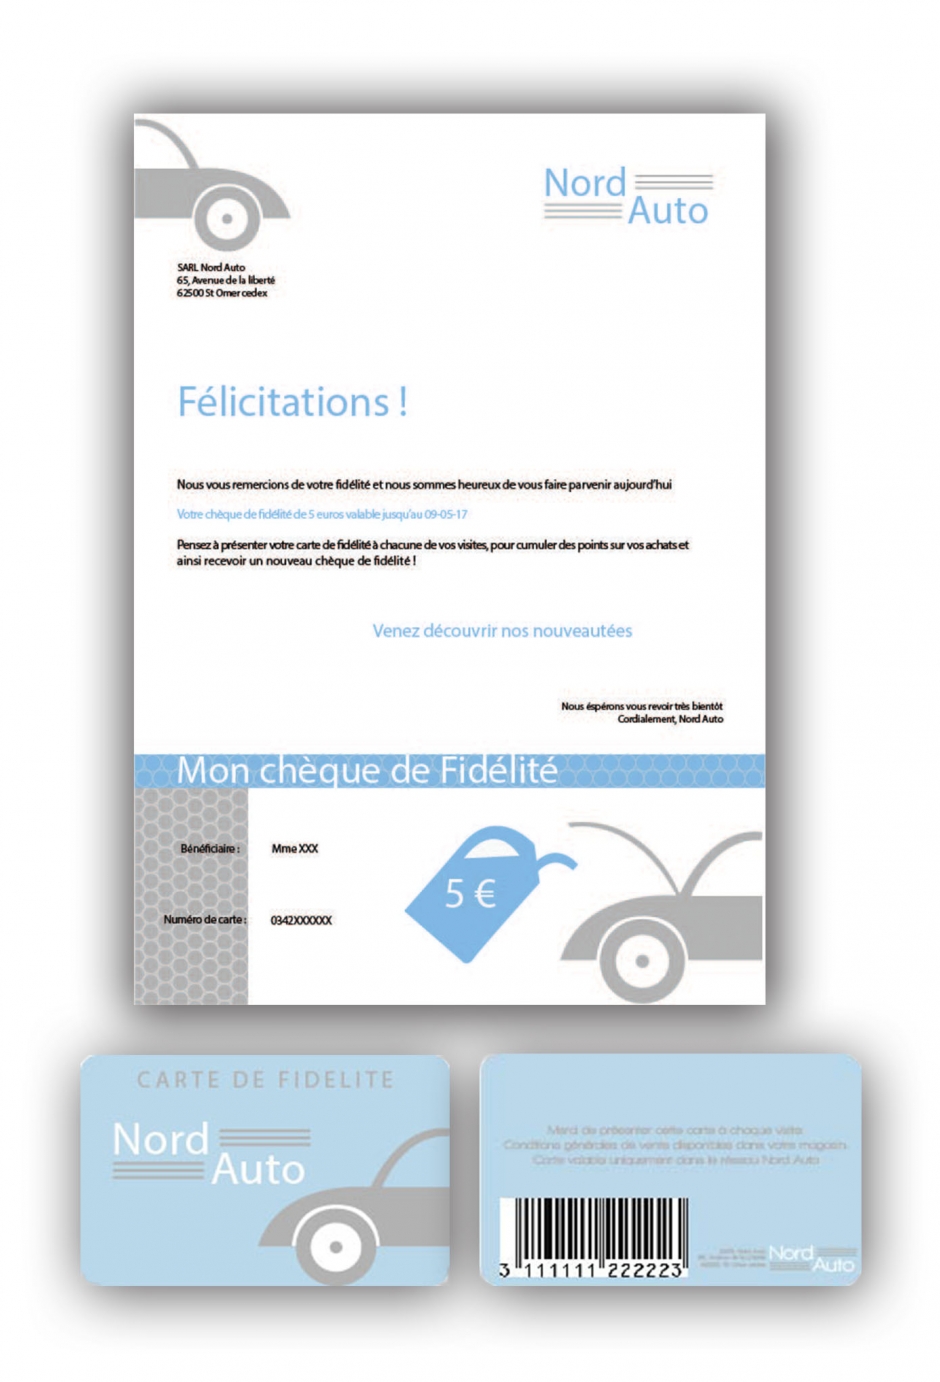 Nord
Auto
SARL Nord Auto
65, Avenue de la liberté
62500 St Omer cedex
Félicitations !
Nous vous remercions de votre fidélité et nous sommes heureux de vous faire parvenir aujourd'hui
Votre chèque de fidélité de 5 euros valable jusqu'au 09-05-17
Pensez à présenter votre carte de fidélité à chacune de vos visites, pour cumuler des points sur vos achats et
ainsi recevoir un nouveau chèque de fidélité !
Venez découvrir nos nouveautées
Nous éspérons vous revoir très bientôt
Cordialement, Nord Auto
Mon chèque de Fidélité
Bénéficiaire : Mme XXX
5 €
Numéro de carte : 0342XXXXXX
CARTE DE FIDELITE
Nord
Auto
Merci de présenter cette carte à chaque visite.
Conditions générales de vente disponibles dans votre magasin.
Carte valable uniquement dans le réseau Nord Auto
3 111111 222223
Nord
Auto